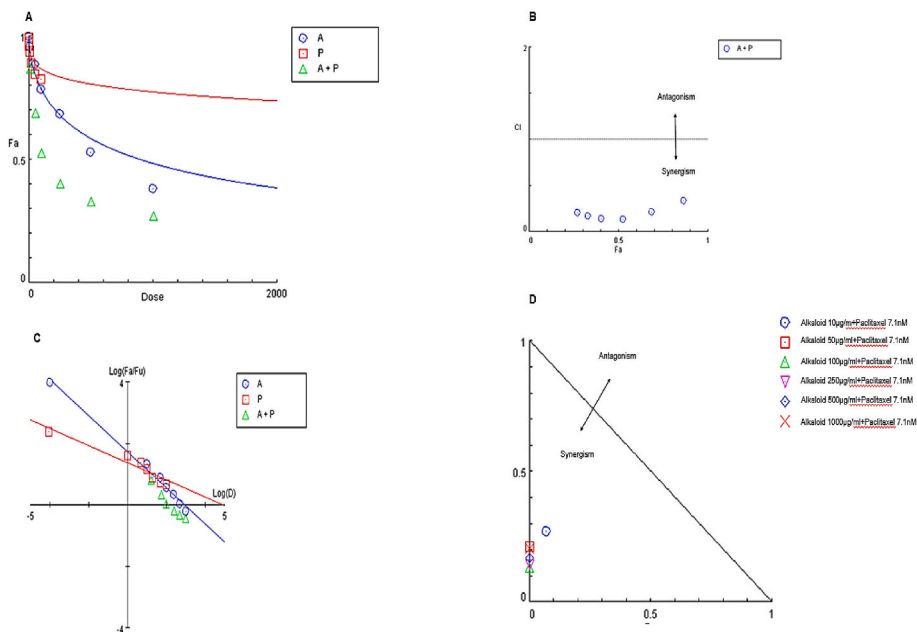 A
1
Fa
0.5
0
0
Dose
2000
A
P
A + P
B
2
CI
1
0
0
0.5
1
Fa
Antagonism
Synergism
A + P
C
Log(Fa/Fu)
4
Log(D)
-5
5
-4
A
P
A + P
D
1
0.5
0
0
0.5
1
Antagonism
Synergism
Alkaloid 10µg/m+Paclitaxel 7.1nM
Alkaloid 50µg/ml+Paclitaxel 7.1nM
Alkaloid 100µg/ml+Paclitaxel 7.1nM
Alkaloid 250µg/ml+Paclitaxel 7.1nM
Alkaloid 500µg/ml+Paclitaxel 7.1nM
Alkaloid 1000µg/ml+Paclitaxel 7.1nM